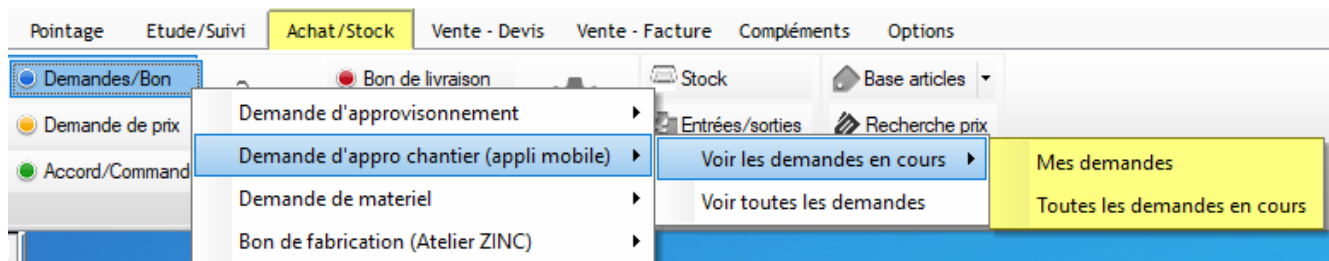 Pointage Etude/Suivi Achat/Stock Vente - Devis Vente - Facture Compléments Options
Demandes/Bon Bon de livraison Stock Base articles
Demande d'approvisonnement
Demande de prix Entrées/sorties Recherche prix
Demande d'appro chantier (appli mobile) Voir les demandes en cours Mes demandes
Accord/Command
Demande de materiel Voir toutes les demandes Toutes les demandes en cours
Bon de fabrication (Atelier ZINC)